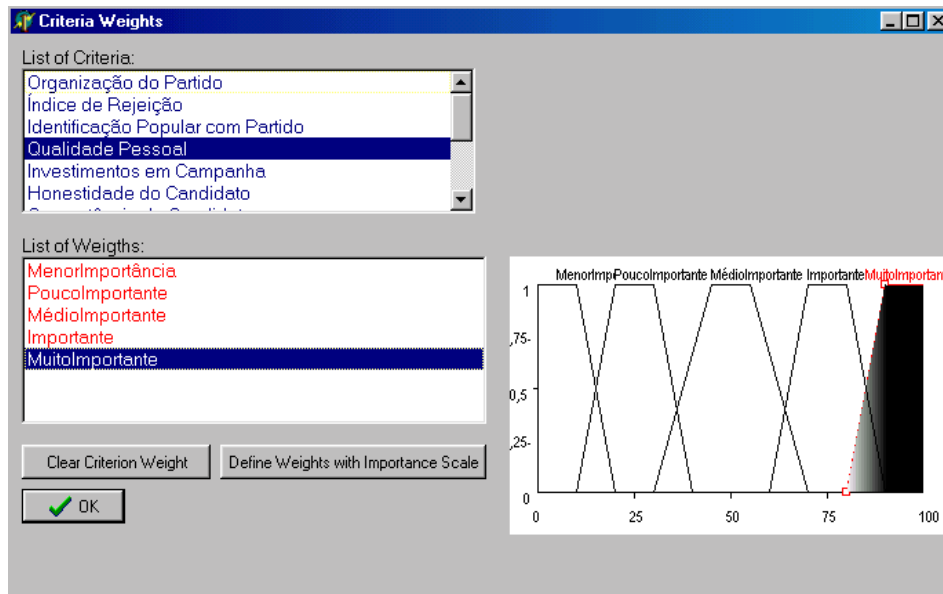 Criteria Weights
List of Criteria:
Organização do Partido
Índice de Rejeição
Identificação Popular com Partido
Qualidade Pessoal
Investimentos em Campanha
Honestidade do Candidato
List of Weigths:
MenorImportância
PoucoImportante
MédioImportante
Importante
MuitoImportante
Clear Criterion Weight
Define Weights with Importance Scale
OK
MenorImp PoucoImportante MédioImportante Importante MuitoImportan
1
,75
0,5
,25
0
0 25 50 75 100